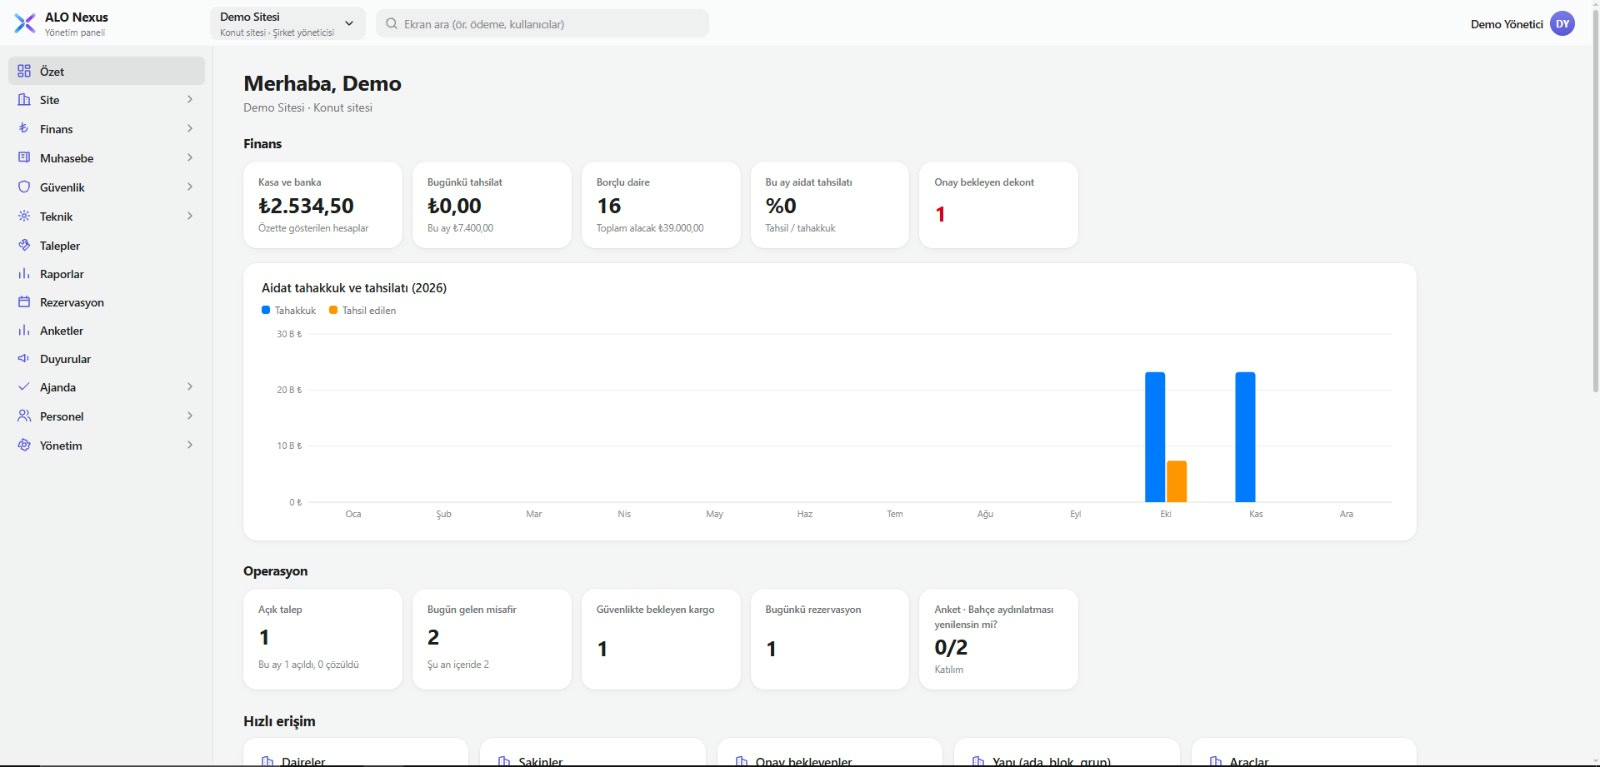 ALO Nexus
Yönetim paneli
Demo Sitesi
Konut sitesi · Şirket yöneticisi
Ekran ara (ör. ödeme, kullanıcılar)
Demo Yönetici
DY
Özet
Site
Finans
Muhasebe
Güvenlik
Teknik
Talepler
Raporlar
Rezervasyon
Anketler
Duyurular
Ajanda
Personel
Yönetim
Merhaba, Demo
Demo Sitesi · Konut sitesi
Finans
Kasa ve banka
₺2.534,50
Özette gösterilen hesaplar
Bugünkü tahsilat
₺0,00
Bu ay ₺7.400,00
Borçlu daire
16
Toplam alacak ₺39.000,00
Bu ay aidat tahsilatı
%0
Tahsil / tahakkuk
Onay bekleyen dekont
1
Aidat tahakkuk ve tahsilatı (2026)
Tahakkuk
Tahsil edilen
30 B ₺
20 B ₺
10 B ₺
0 ₺
Oca
Şub
Mar
Nis
May
Haz
Tem
Ağu
Eyl
Eki
Kas
Ara
Operasyon
Açık talep
1
Bu ay 1 açıldı, 0 çözüldü
Bugün gelen misafir
2
Şu an içeride 2
Güvenlikte bekleyen kargo
1
Bugünkü rezervasyon
1
Anket · Bahçe aydınlatması
yenilensin mi?
0/2
Katılım
Hızlı erişim
Daireler
Sakinler
Onay bekleyenler
Yapı (ada, blok, grup)
Araçlar